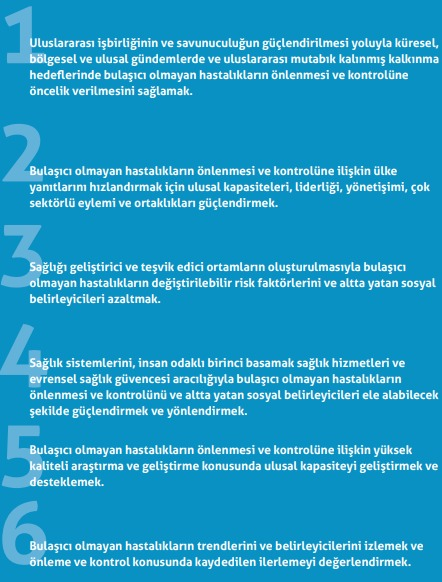 1
Uluslararası işbirliğinin ve savunuculuğun güçlendirilmesi yoluyla küresel,
bölgesel ve ulusal gündemlerde ve uluslararası mutabık kalınmış kalkınma
hedeflerinde bulaşıcı olmayan hastalıkların önlenmesi ve kontrolüne
öncelik verilmesini sağlamak.
2
Bulaşıcı olmayan hastalıkların önlenmesi ve kontrolüne ilişkin ülke
yanıtlarını hızlandırmak için ulusal kapasiteleri, liderliği, yönetişimi, çok
sektörlü eylemi ve ortaklıkları güçlendirmek.
3
Sağlığı geliştirici ve teşvik edici ortamların oluşturulmasıyla bulaşıcı
olmayan hastalıkların değiştirilebilir risk faktörlerini ve altta yatan sosyal
belirleyicileri azaltmak.
4
Sağlık sistemlerini, insan odaklı birinci basamak sağlık hizmetleri ve
evrensel sağlık güvencesi aracılığıyla bulaşıcı olmayan hastalıkların
önlenmesi ve kontrolünü ve altta yatan sosyal belirleyicileri ele alabilecek
şekilde güçlendirmek ve yönlendirmek.
5
Bulaşıcı olmayan hastalıkların önlenmesi ve kontrolüne ilişkin yüksek
kaliteli araştırma ve geliştirme konusunda ulusal kapasiteyi geliştirmek ve
desteklemek.
6
Bulaşıcı olmayan hastalıkların trendlerini ve belirleyicilerini izlemek ve
önleme ve kontrol konusunda kaydedilen ilerlemeyi değerlendirmek.